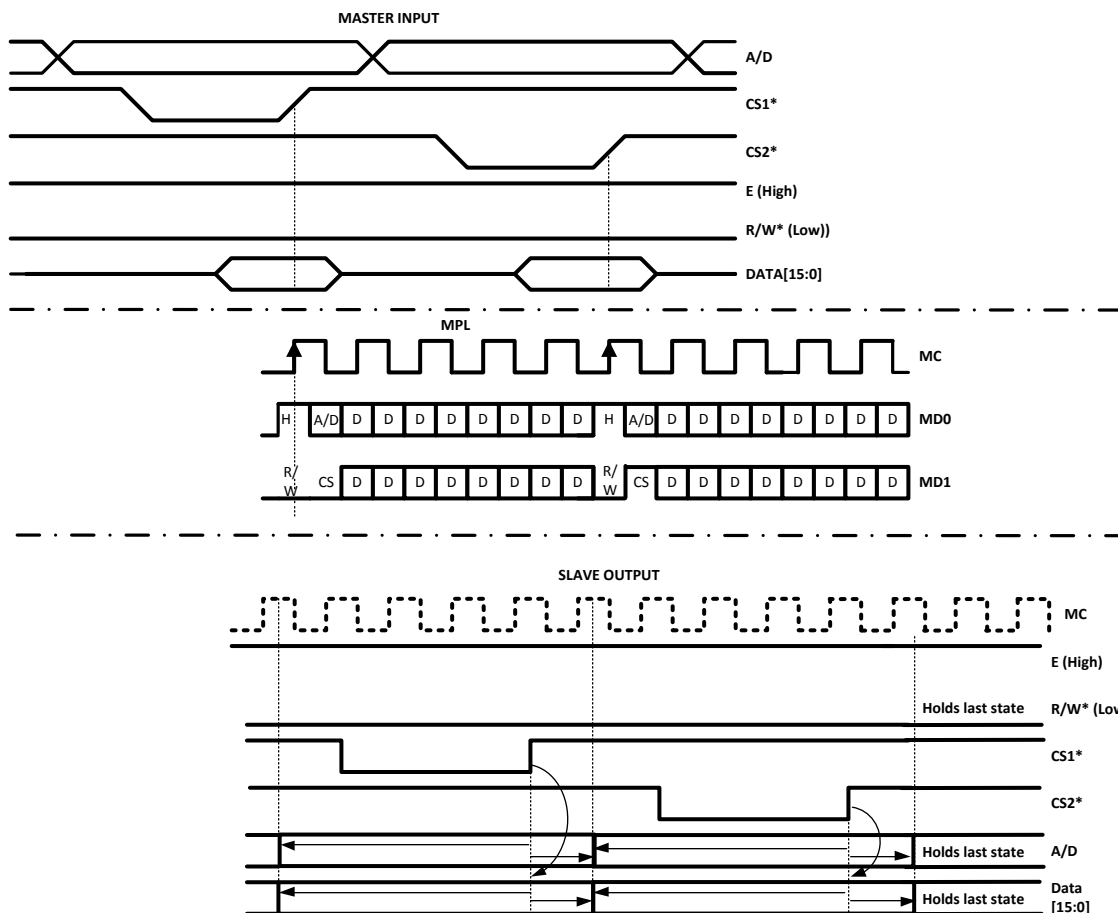 MASTER INPUT
A/D
CS1*
CS2*
E (High)
R/W* (Low))
DATA[15:0]
MPL
MC
H A/D D D D D D D D D H A/D D D D D D D D D MD0
R/
W CS D D D D D D D D R/
W CS D D D D D D D D MD1
SLAVE OUTPUT
MC
E (High)
Holds last state R/W* (Low
CS1*
CS2*
Holds last state A/D
Holds last state Data
[15:0]